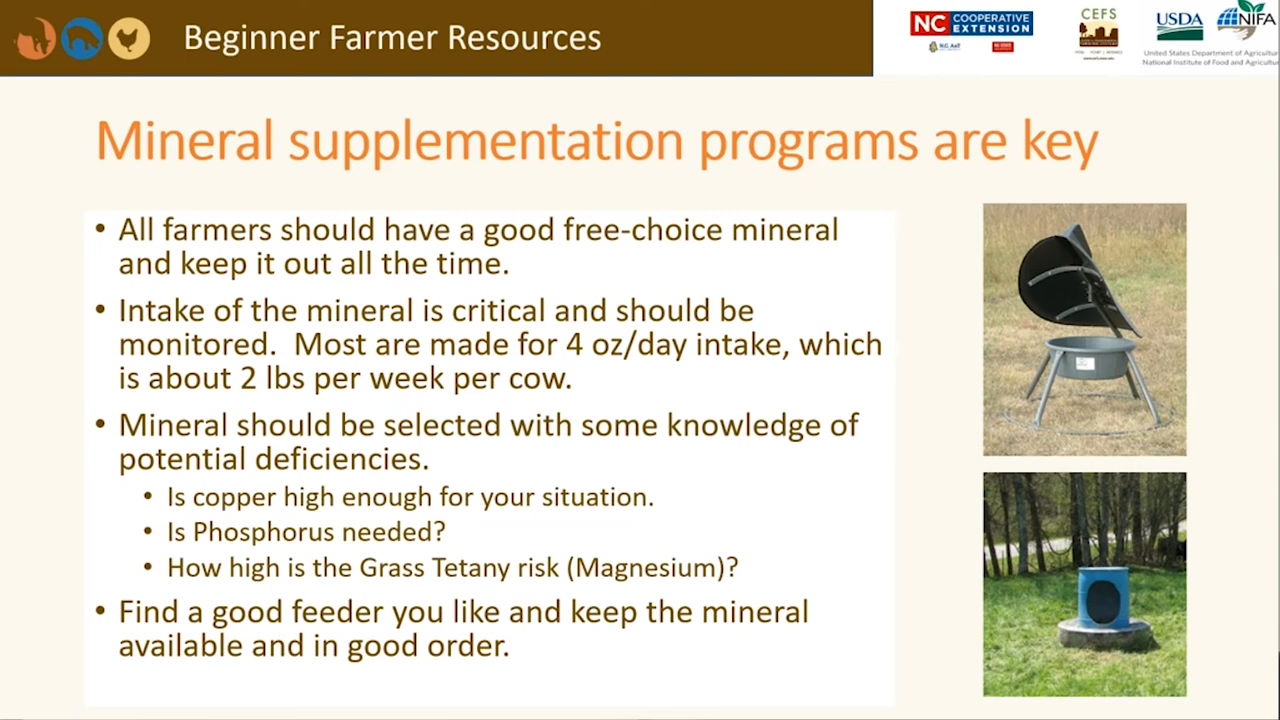 Beginner Farmer Resources
NC COOPERATIVE
EXTENSION
N.C. A&T
CEFS
USDA
NIFA
United States Department of Agricultur
National Institute of Food and Agricultur
Mineral supplementation programs are key
• All farmers should have a good free-choice mineral
and keep it out all the time.
• Intake of the mineral is critical and should be
monitored.  Most are made for 4 oz/day intake, which
is about 2 lbs per week per cow.
• Mineral should be selected with some knowledge of
potential deficiencies.
• Is copper high enough for your situation.
• Is Phosphorus needed?
• How high is the Grass Tetany risk (Magnesium)?
• Find a good feeder you like and keep the mineral
available and in good order.